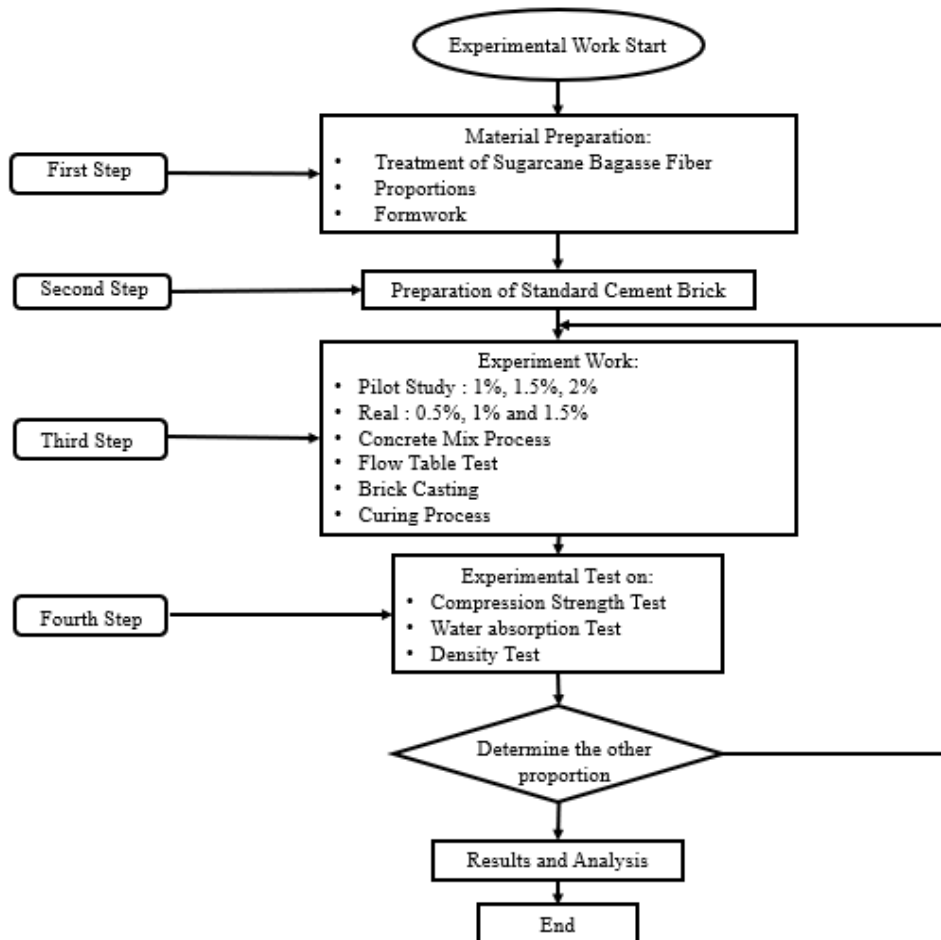 Experimental Work Start
Material Preparation:
• Treatment of Sugarcane Bagasse Fiber
• Proportions
• Formwork
First Step
Second Step
Preparation of Standard Cement Brick
Experiment Work:
• Pilot Study : 1%, 1.5%, 2%
• Real : 0.5%, 1% and 1.5%
• Concrete Mix Process
• Flow Table Test
• Brick Casting
• Curing Process
Third Step
Experimental Test on:
• Compression Strength Test
• Water absorption Test
• Density Test
Fourth Step
Determine the other
proportion
Results and Analysis
End